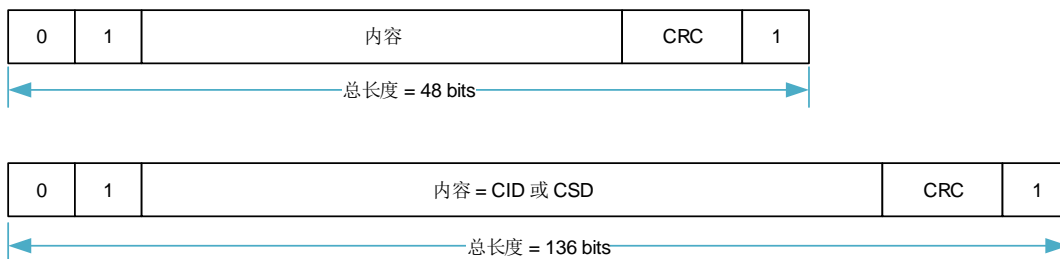 0 1 内容 CRC 1
总长度 = 48 bits
0 1 内容 = CID 或 CSD CRC 1
总长度 = 136 bits